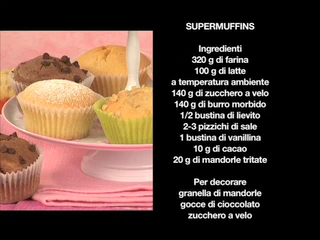 SUPERMUFFINS
Ingredienti
320 g di farina
100 g di latte
a temperatura ambiente
140 g di zucchero a velo
140 g di burro morbido
1/2 bustina di lievito
2-3 pizzichi di sale
1 bustina di vanillina
10 g di cacao
20 g di mandorle tritate
Per decorare
granella di mandorle
gocce di cioccolato
zucchero a velo